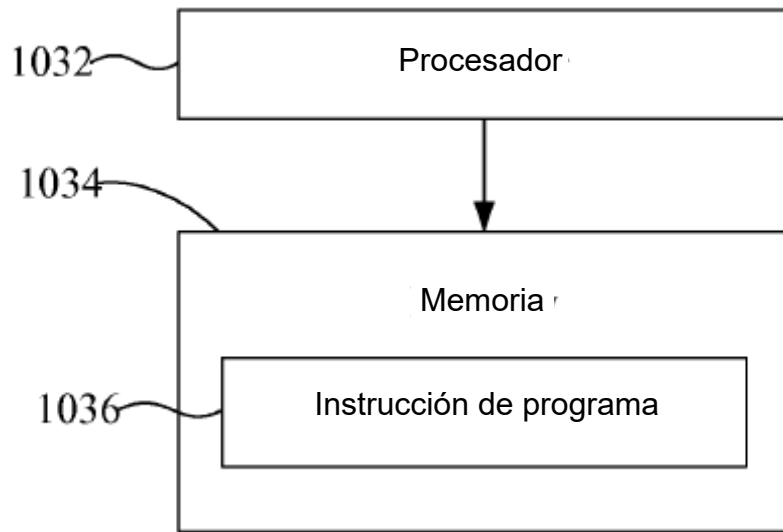 1032
Procesador
1034
Memoria
1036
Instrucción de programa